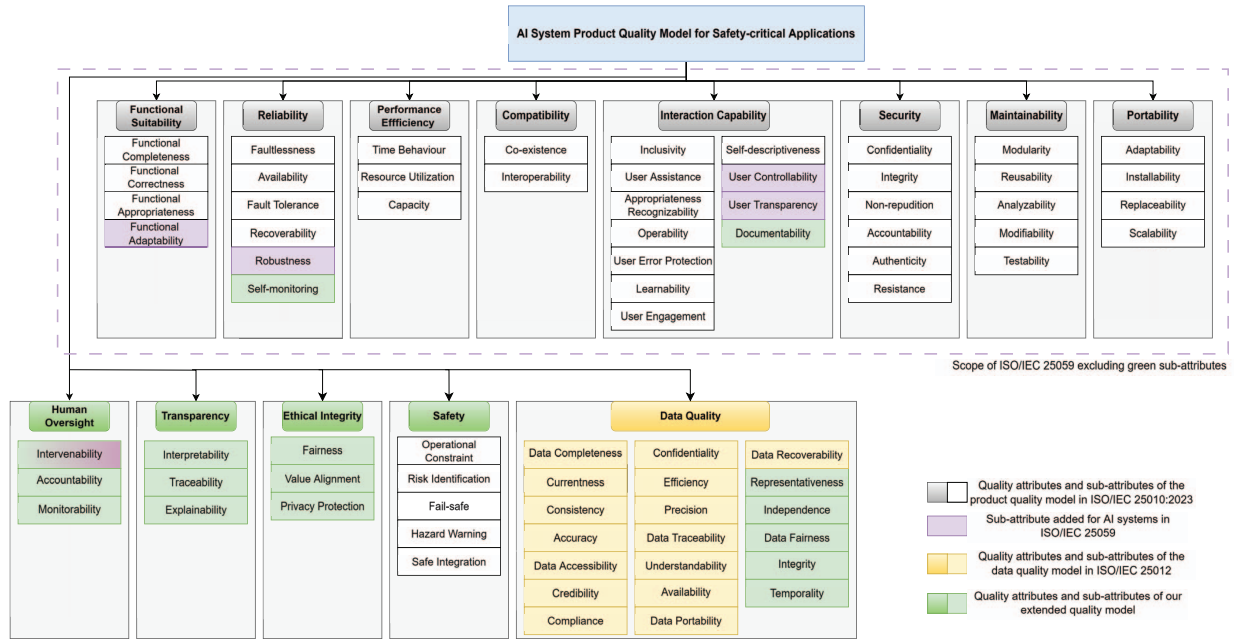 AI System Product Quality Model for Safety-critical Applications
Functional
Suitability
Functional
Completeness
Functional
Correctness
Functional
Appropriateness
Functional
Adaptability
Reliability
Faultlessness
Availability
Fault Tolerance
Recoverability
Robustness
Self-monitoring
Performance
Effficiency
Time Behaviour
Resource Utilization
Capacity
Compatibility
Co-existence
Interoperability
Interaction Capability
Inclusivity
User Assistance
Appropriateness
Recognizability
Operability
User Error Protection
Learnability
User Engagement
Self-descriptiveness
User Controllability
User Transparency
Documentability
Security
Confidentiality
Integrity
Non-repudition
Accountability
Authenticity
Resistance
Maintainability
Modularity
Reusability
Analyzability
Modifiability
Testability
Portability
Adaptability
Installability
Replaceability
Scalability
Scope of ISO/IEC 25059 excluding green sub-attributes
Human
Oversight
Intervenability
Accountability
Monitorability
Transparency
Interpretability
Traceability
Explainability
Ethical Integrity
Fairness
Value Alignment
Privacy Protection
Safety
Operational
Constraint
Risk Identification
Fail-safe
Hazard Warning
Safe Integration
Data Quality
Data Completeness
Currentness
Consistency
Accuracy
Data Accessibility
Credibility
Compliance
Confidentiality
Efficiency
Precision
Data Traceability
Understandability
Availability
Data Portability
Data Recoverability
Representativeness
Independence
Data Fairness
Integrity
Temporality
Quality attributes and sub-attributes of the
product quality model in ISO/IEC 25010:2023
Sub-attribute added for AI systems in
ISO/IEC 25059
Quality attributes and sub-attributes of the
data quality model in ISO/IEC 25012
Quality attributes and sub-attributes of our
extended quality model